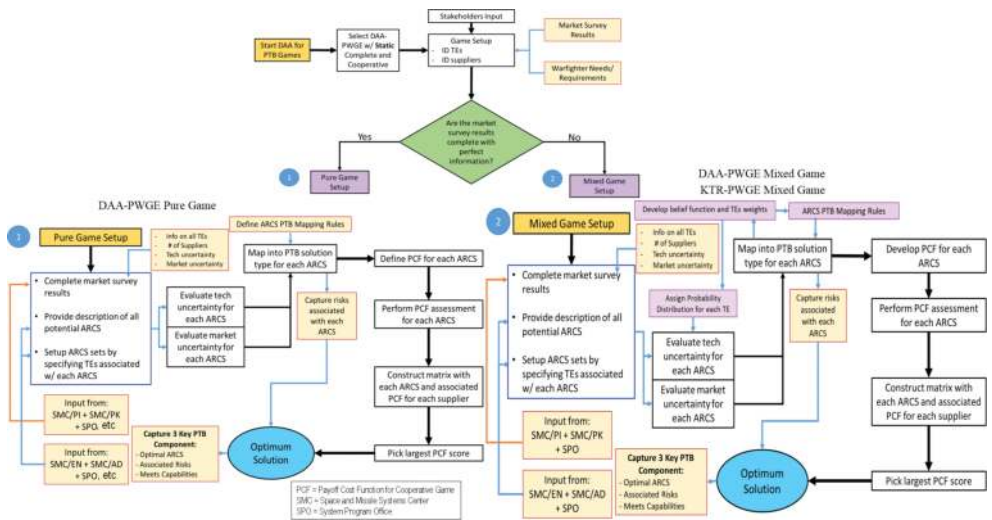 Stakeholders Input
Start DAA for
PTB Games
Select DAA-
PWGE w/ Static
Complete and
Cooperative
Game Setup
- ID TEs
- ID suppliers
Market Survey
Results
Warfighter Needs/
Requirements
Are the market
survey results
complete with
perfect
information?
Yes
No
1
Pure Game
Setup
2
Mixed Game
Setup
DAA-PWGE Pure Game
1
Pure Game Setup
- Info on all TEs
- # of Suppliers
- Tech uncertainty
- Market uncertainty
Define ARCS PTB Mapping Rules
Map into PTB solution
type for each ARCS
Define PCF for each ARCS
• Complete market survey
results
• Provide description of all
potential ARCS
• Setup ARCS sets by
specifying TEs associated
w/ each ARCS
Evaluate tech
uncertainty for
each ARCS
Evaluate market
uncertainty for
each ARCS
Capture risks
associated
with each
ARCS
Perform PCF assessment
for each ARCS
Construct matrix with
each ARCS and associated
PCF for each supplier
Pick largest PCF score
Input from:
SMC/PI + SMC/PK
+ SPO, etc
Input from:
SMC/EN + SMC/AD
+ SPO, etc
Capture 3 Key PTB
Component:
- Optimal ARCS
- Associated Risks
- Meets Capabilities
Optimum
Solution
PCF = Payoff Cost Function for Cooperative Game
SMC = Space and Missile Systems Center
SPO = System Program Office
DAA-PWGE Mixed Game
KTR-PWGE Mixed Game
2
Mixed Game Setup
Develop belief function and TEs weights
ARCS PTB Mapping Rules
- Info on all TEs
- # of Suppliers
- Tech uncertainty
- Market uncertainty
Map into PTB solution
type for each ARCS
Develop PCF for each
ARCS
• Complete market survey
results
• Provide description of all
potential ARCS
• Setup ARCS sets by
specifying TEs associated
w/ each ARCS
Assign Probability
Distribution for each TE
Evaluate tech
uncertainty for
each ARCS
Evaluate market
uncertainty for
each ARCS
Capture risks
associated
with each
ARCS
Perform PCF assessment
for each ARCS
Construct matrix with
each ARCS and associated
PCF for each supplier
Pick largest PCF score
Input from:
SMC/PI + SMC/PK
+ SPO
Input from:
SMC/EN + SMC/AD
+ SPO
Capture 3 Key PTB
Component:
- Optimal ARCS
- Associated Risks
- Meets Capabilities
Optimum
Solution